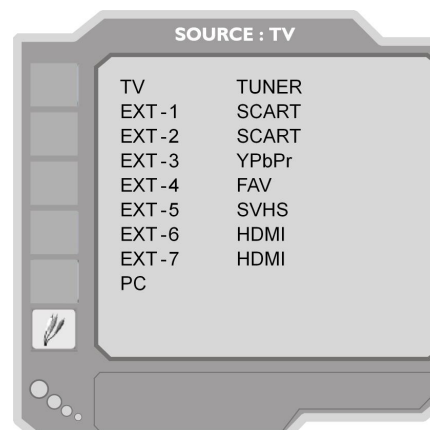 SOURCE : TV
TV TUNER
EXT-1 SCART
EXT-2 SCART
EXT-3 YPbPr
EXT-4 FAV
EXT-5 SVHS
EXT-6 HDMI
EXT-7 HDMI
PC